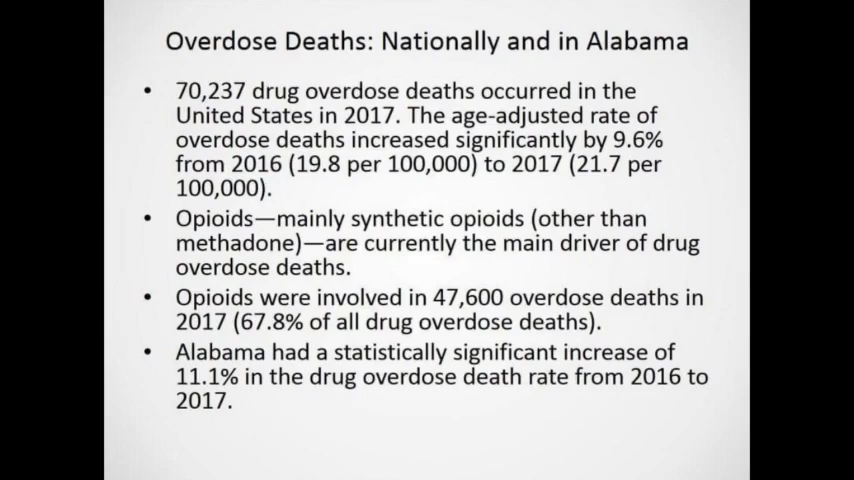 Overdose Deaths: Nationally and in Alabama
• 70,237 drug overdose deaths occurred in the
United States in 2017. The age-adjusted rate of
overdose deaths increased significantly by 9.6%
from 2016 (19.8 per 100,000) to 2017 (21.7 per
100,000).
• Opioids—mainly synthetic opioids (other than
methadone)—are currently the main driver of drug
overdose deaths.
• Opioids were involved in 47,600 overdose deaths in
2017 (67.8% of all drug overdose deaths).
• Alabama had a statistically significant increase of
11.1% in the drug overdose death rate from 2016 to
2017.